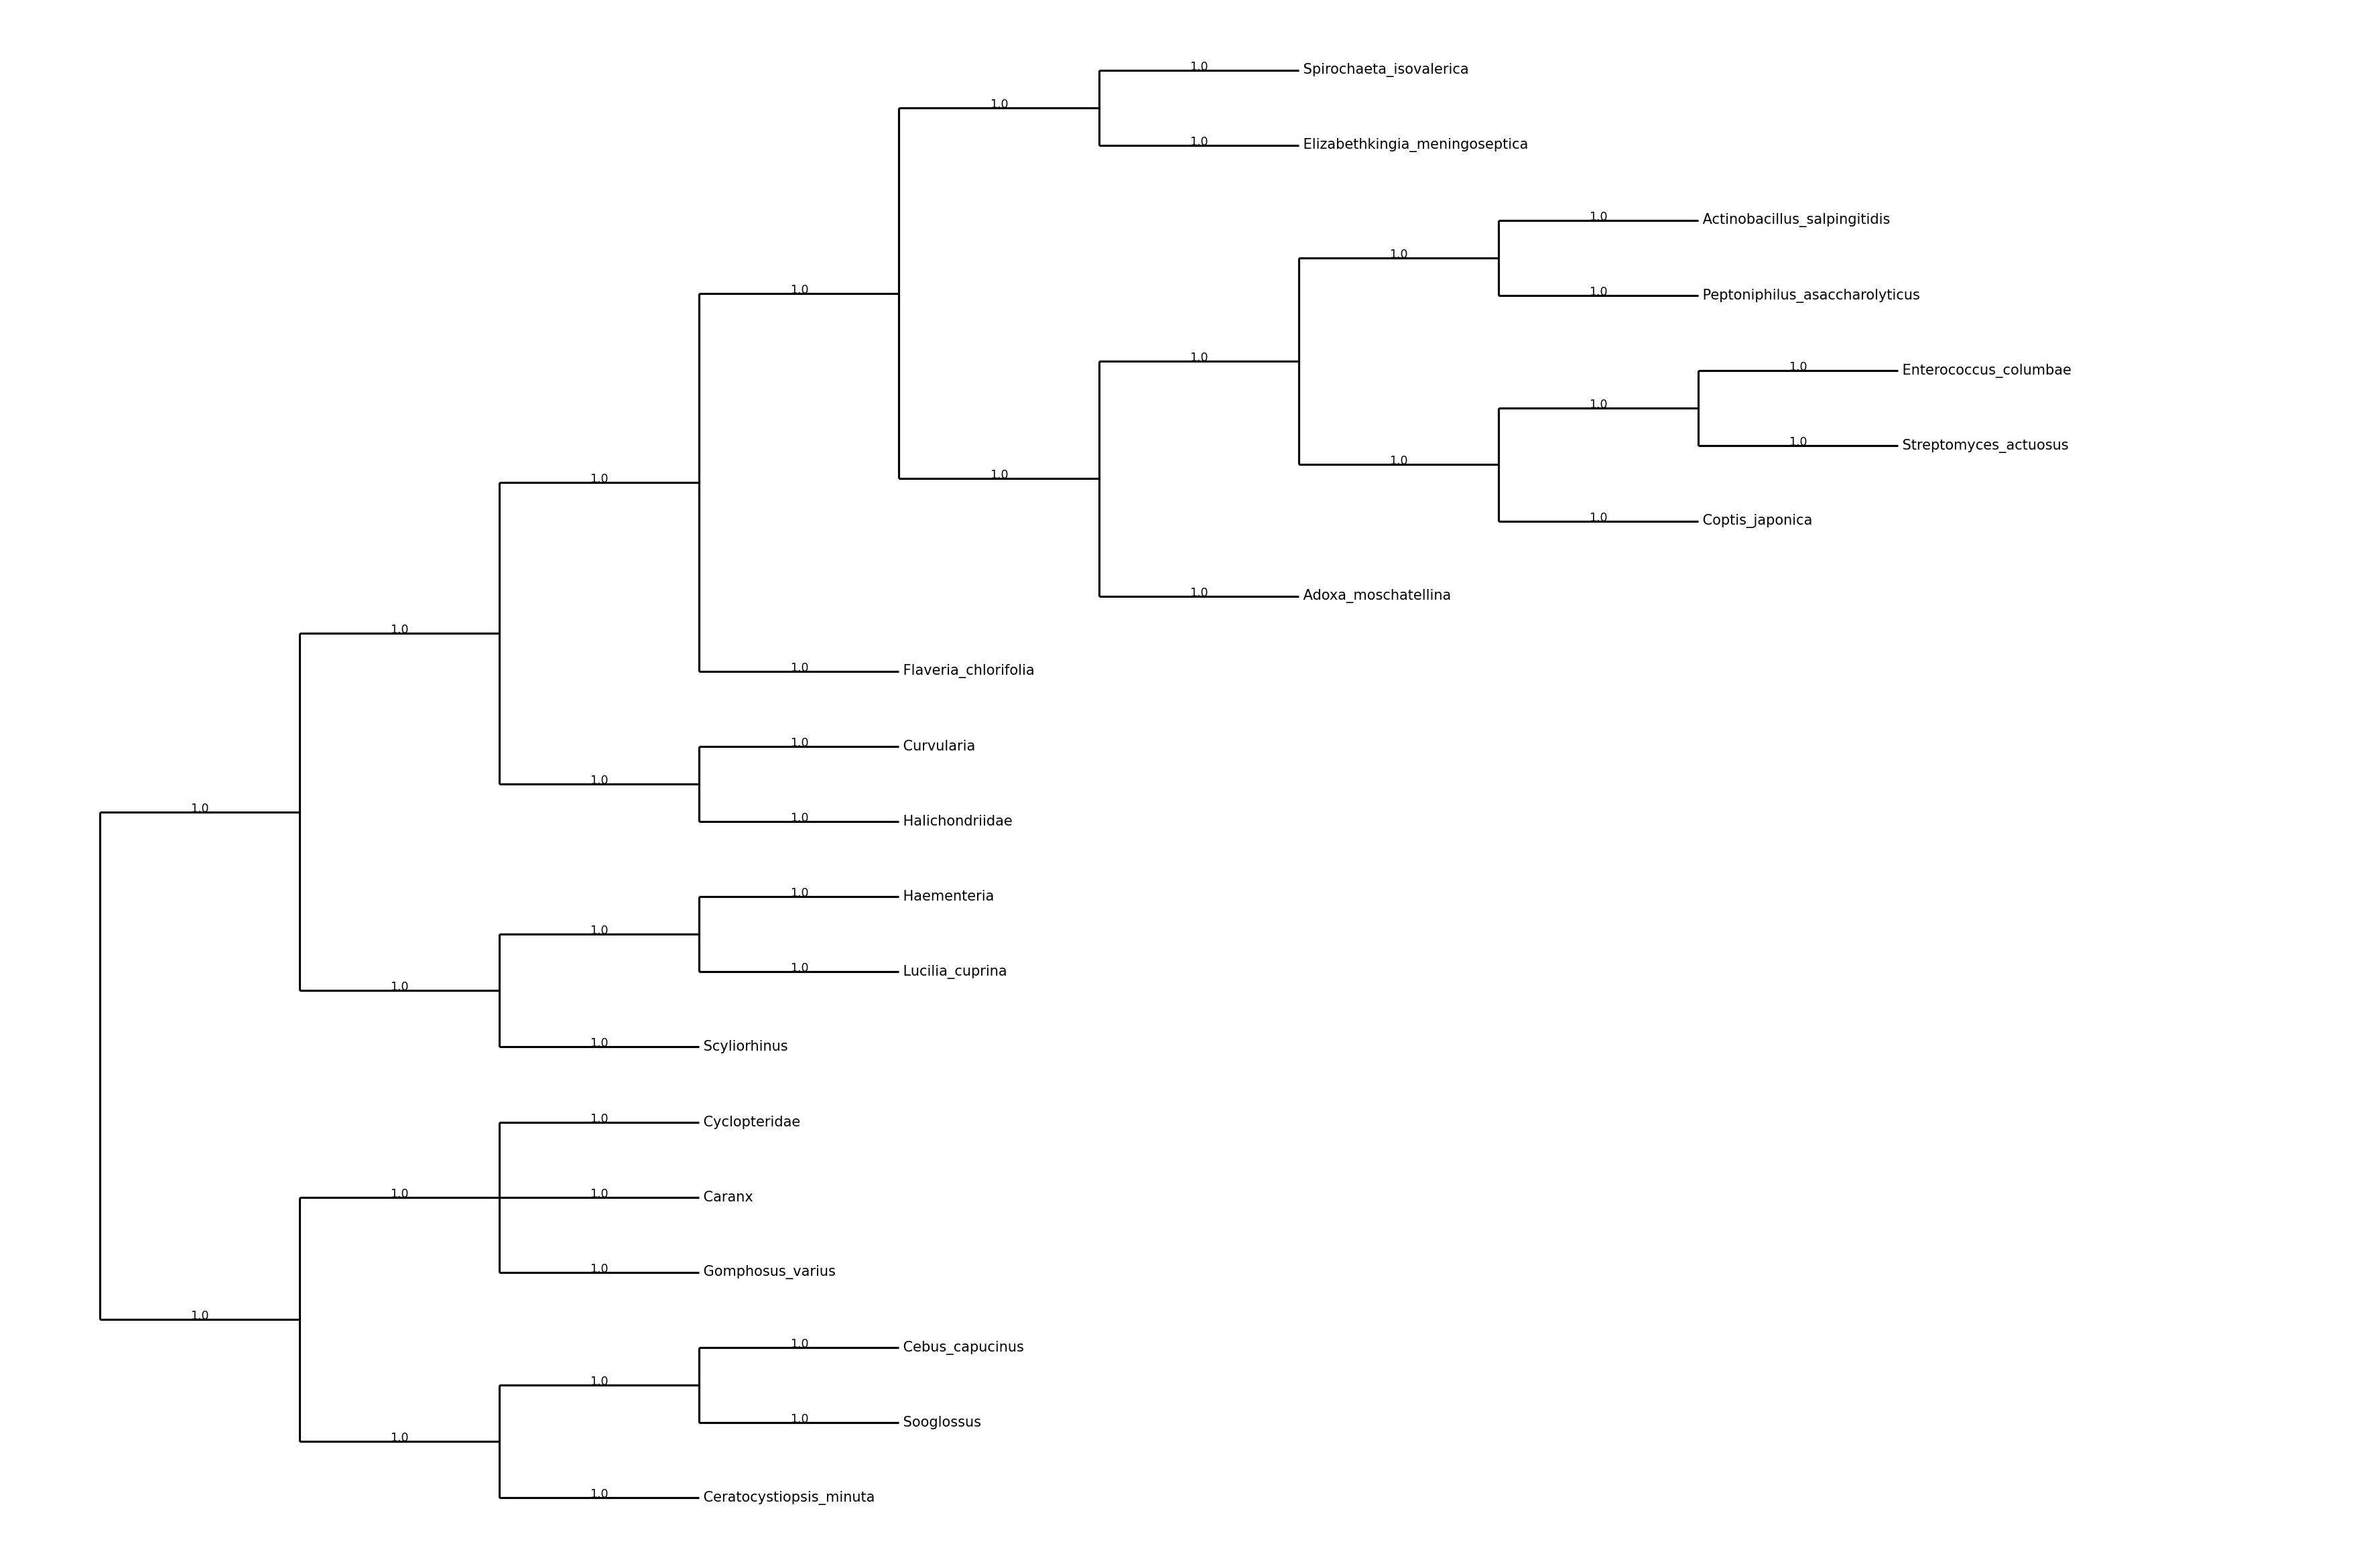 1.0 Spirochaeta_isovalerica
1.0
1.0 Elizabethkingia_meningoseptica
1.0 Actinobacillus_salpingitidis
1.0
1.0
1.0 Peptoniphilus_asaccharolyticus
1.0
1.0 Enterococcus_columbae
1.0
1.0 Streptomyces_actuosus
1.0
1.0
1.0
1.0 Coptis_japonica
1.0 Adoxa_moschatellina
1.0
1.0 Flaveria_chlorifolia
1.0 Curvularia
1.0
1.0
1.0 Halichondriidae
1.0 Haementeria
1.0
1.0 Lucilia_cuprina
1.0
1.0 Scyliorhinus
1.0 Cyclopteridae
1.0 1.0 Caranx
1.0 Gomphosus_varius
1.0
1.0 Cebus_capucinus
1.0
1.0 Sooglossus
1.0
1.0 Ceratocystiopsis_minuta